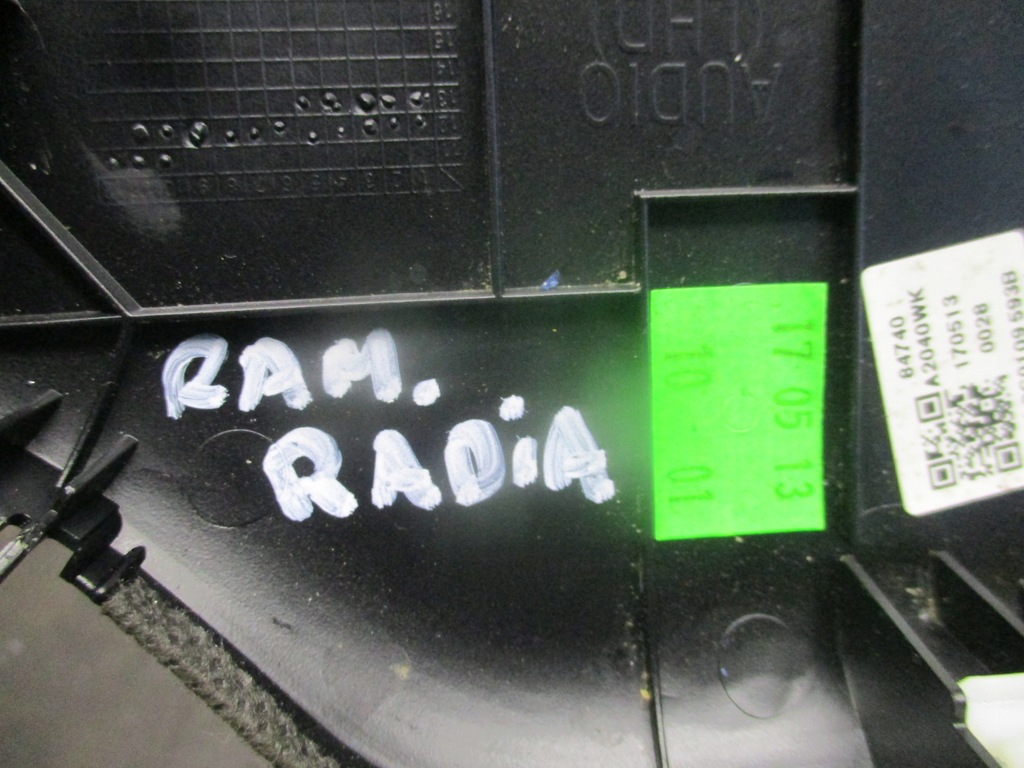 RAM.
RADiA
AUDIO
(LHD)
17 05 13
10 01
84740
A2040WK
170513
0028